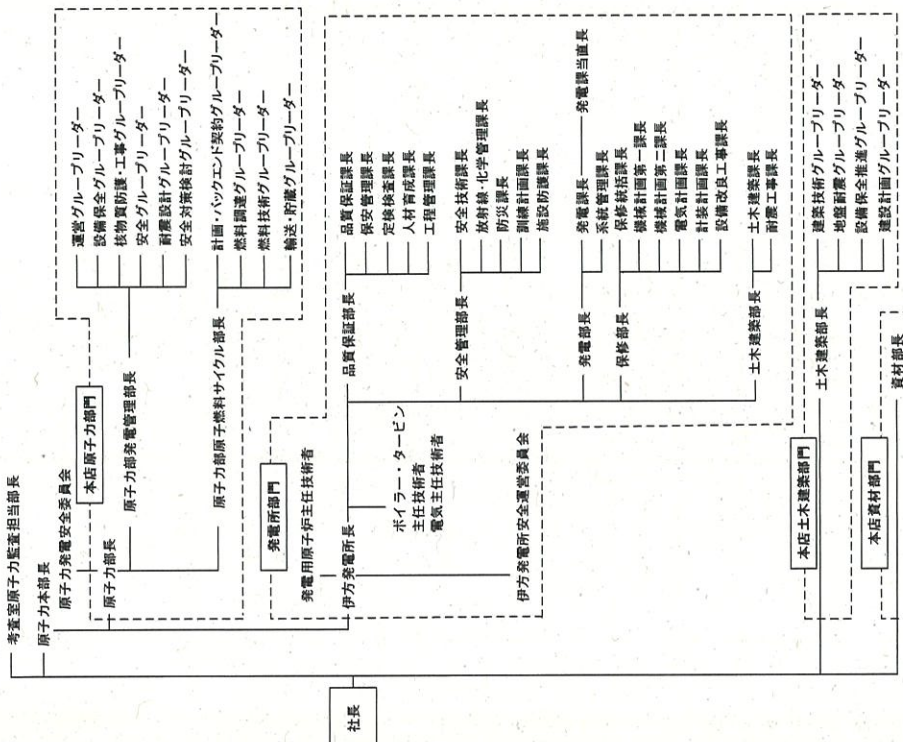 社長
考査室原子力監査担当部長
原子力本部長
原子力発電安全委員会
本店原子力部門
原子力部長
原子力部発電管理部長
運営グループリーダー
設備保全グループリーダー
核物質防護・工事グループリーダー
安全グループリーダー
耐震設計グループリーダー
安全対策検討グループリーダー
原子力部原子燃料サイクル部長
計画・バックエンド契約グループリーダー
燃料調達グループリーダー
燃料技術グループリーダー
輸送・貯蔵グループリーダー
発電所部門
発電用原子炉主任技術者
伊方発電所長
ボイラー・タービン
主任技術者
電気主任技術者
伊方発電所安全運営委員会
品質保証部長
品質保証課長
保安管理課長
定検検査課長
人材育成課長
工程管理課長
安全管理部長
安全技術課長
放射線・化学管理課長
防災課長
訓練計画課長
施設防護課長
発電部長
発電課長
発電課当直長
系統管理課長
保修部長
保修統括課長
機械計画第一課長
機械計画第二課長
電気計画課長
計装計画課長
設備改良工事課長
土木建築部長
土木建築課長
耐震工事課長
本店土木建築部門
土木建築部長
建築技術グループリーダー
地盤耐震グループリーダー
設備保全推進グループリーダー
建設計画グループリーダー
本店資材部門
資材部長